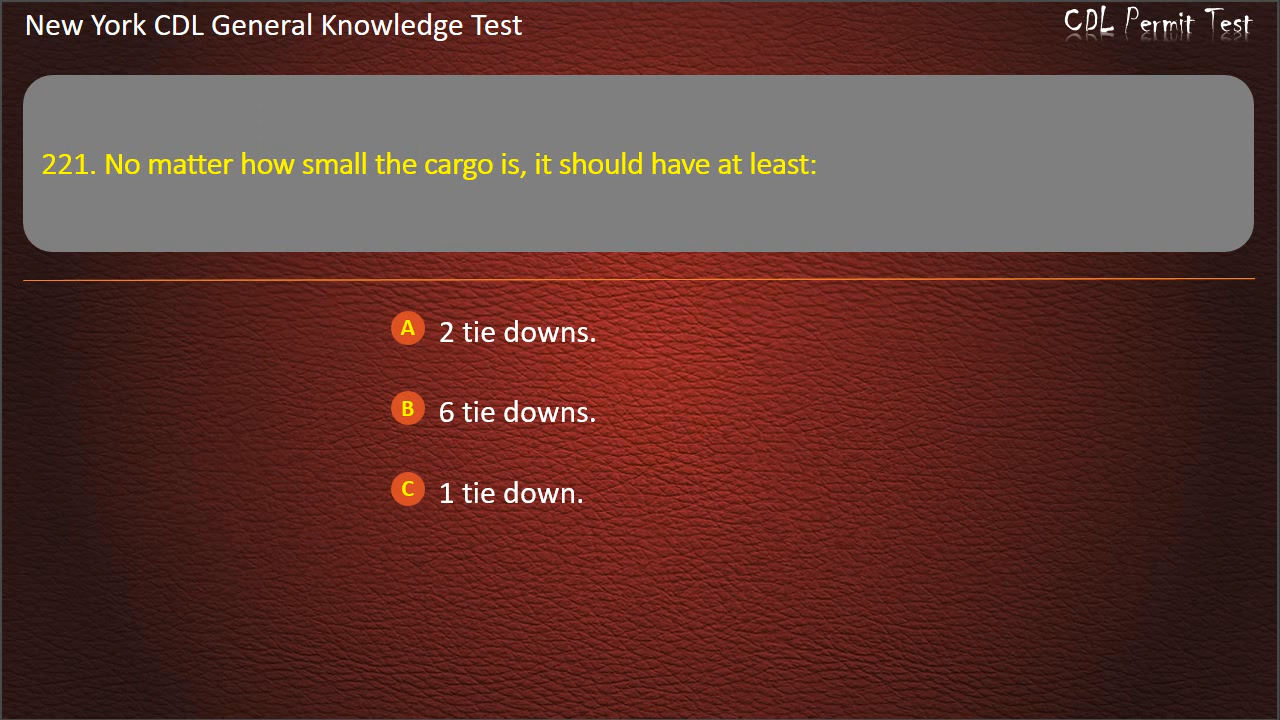 New York CDL General Knowledge Test
CDL Permit Test
221. No matter how small the cargo is, it should have at least:
A 2 tie downs.
B 6 tie downs.
C 1 tie down.